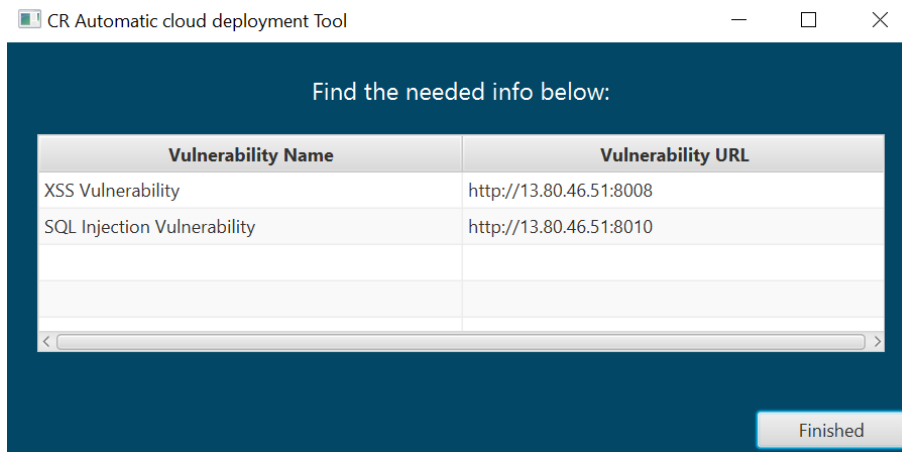 CR Automatic cloud deployment Tool
Find the needed info below:
Vulnerability Name Vulnerability URL
XSS Vulnerability http://13.80.46.51:8008
SQL Injection Vulnerability http://13.80.46.51:8010
Finished